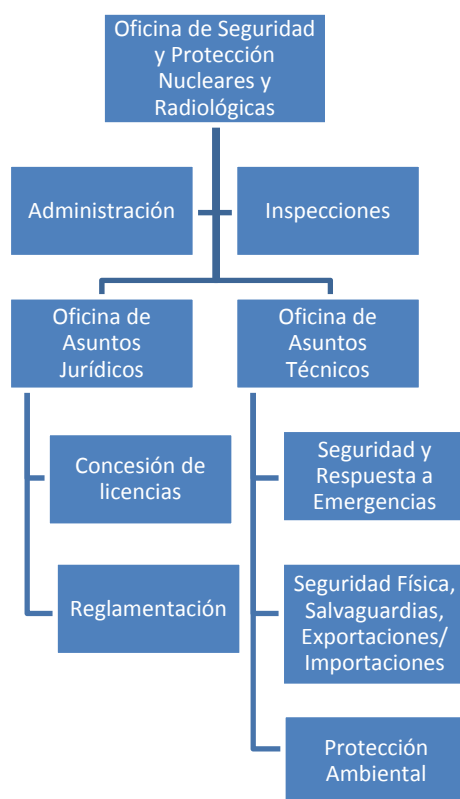 Oficina de Seguridad
y Protección
Nucleares y
Radiológicas
Administración
Inspecciones
Oficina de
Asuntos
Jurídicos
Oficina de
Asuntos
Técnicos
Concesión de
licencias
Reglamentación
Seguridad y
Respuesta a
Emergencias
Seguridad Física,
Salvaguardias,
Exportaciones/
Importaciones
Protección
Ambiental